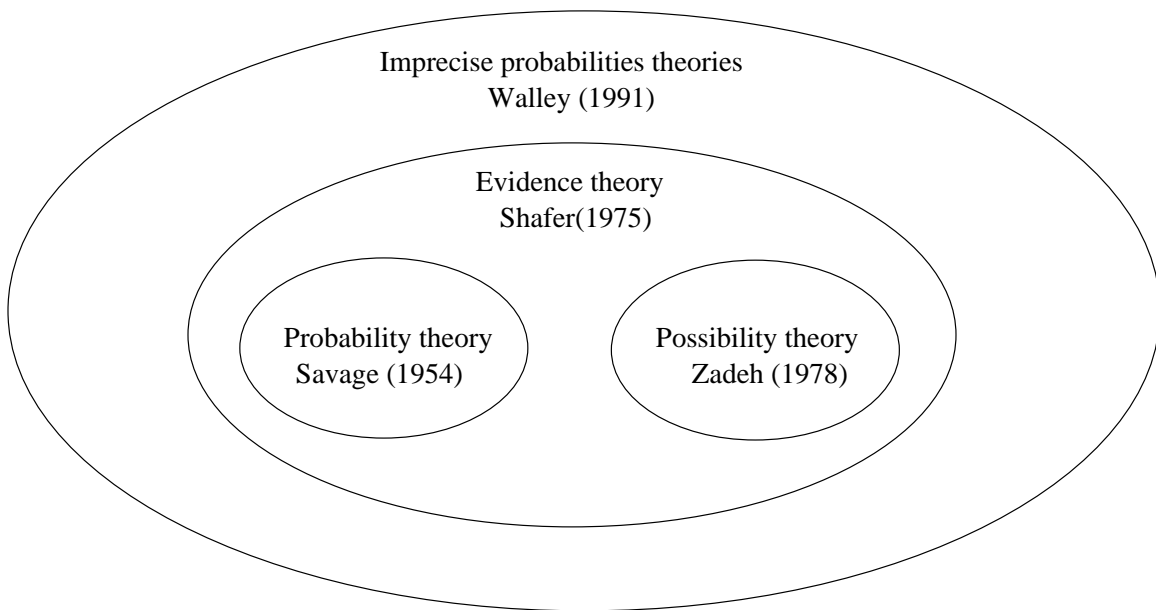 Imprecise probabilities theories
Walley (1991)
Evidence theory
Shafer(1975)
Probability theory
Savage (1954)
Possibility theory
Zadeh (1978)